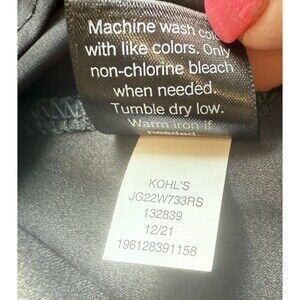 Machine wash cold
with like colors. Only
non-chlorine bleach
when needed.
Tumble dry low.
Warm iron if
needed
KOHL'S
JG22W733RS
132839
12/21
196128391158